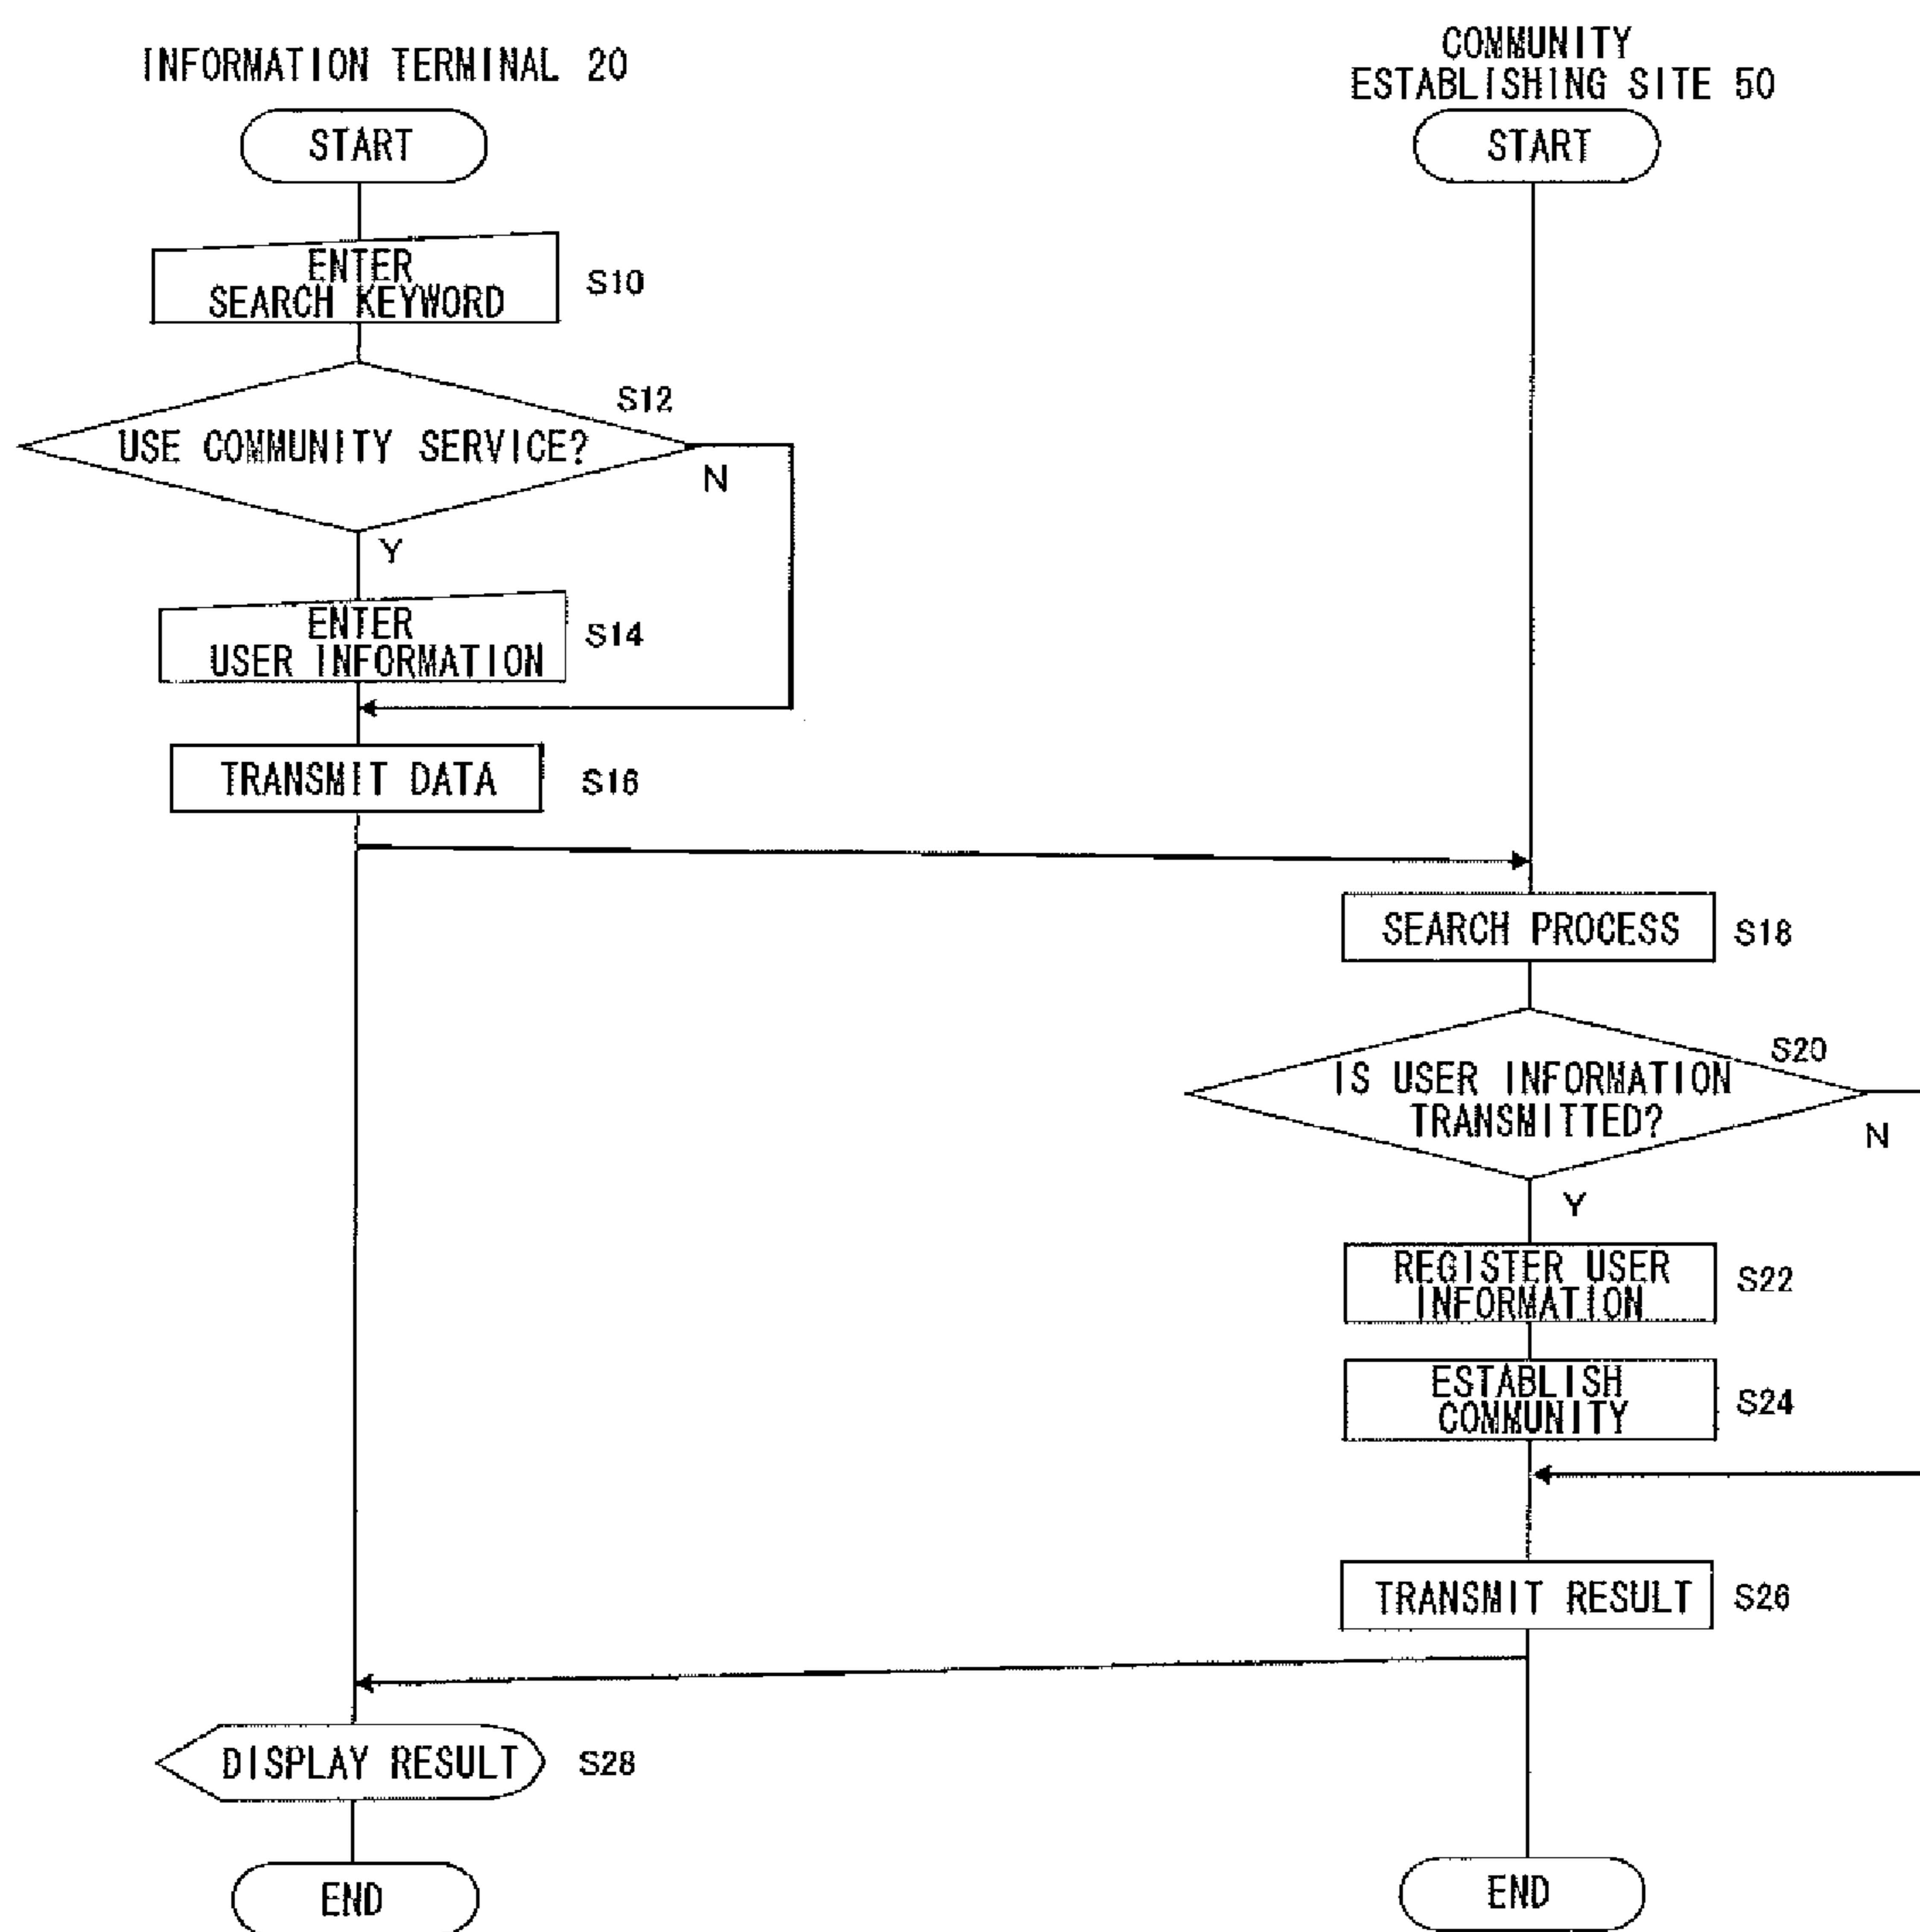 INFORMATION TERMINAL 20
START
ENTER
SEARCH KEYWORD
S10
S12
USE COMMUNITY SERVICE?
N
Y
ENTER
USER INFORMATION
S14
TRANSMIT DATA
S16
COMMUNITY
ESTABLISHING SITE 50
START
SEARCH PROCESS
S18
S20
IS USER INFORMATION
TRANSMITTED?
N
Y
REGISTER USER
INFORMATION
S22
ESTABLISH
COMMUNITY
S24
TRANSMIT RESULT
S26
DISPLAY RESULT
S28
END
END